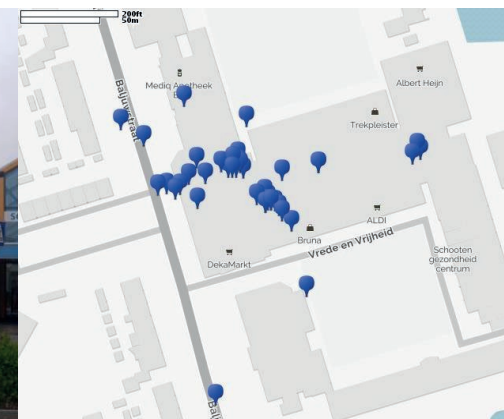 200ft
50m
Baljuwstraat
Mediq Apotheek
Albert Heijn
Trekpleister
ALDI
Bruna
Vrede en Vrijheid
DekaMarkt
Schooten
gezondheid
centrum